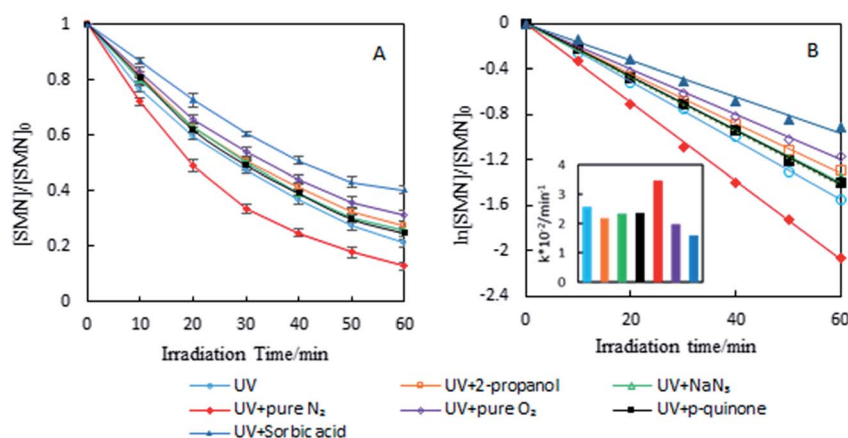 A
1
0.8
0.6
0.4
0.2
0
[SMN]/[SMN]₀
0 10 20 30 40 50 60
Irradiation Time/min
B
0
-0.4
-0.8
-1.2
-1.6
-2
-2.4
ln[SMN]/[SMN]₀
0 20 40 60
Irradiation time/min
4
3
2
1
0
k*10⁻²/min⁻¹
UV UV+2-propanol UV+NaN₃
UV+pure N₂ UV+pure O₂ UV+p-quinone
UV+Sorbic acid